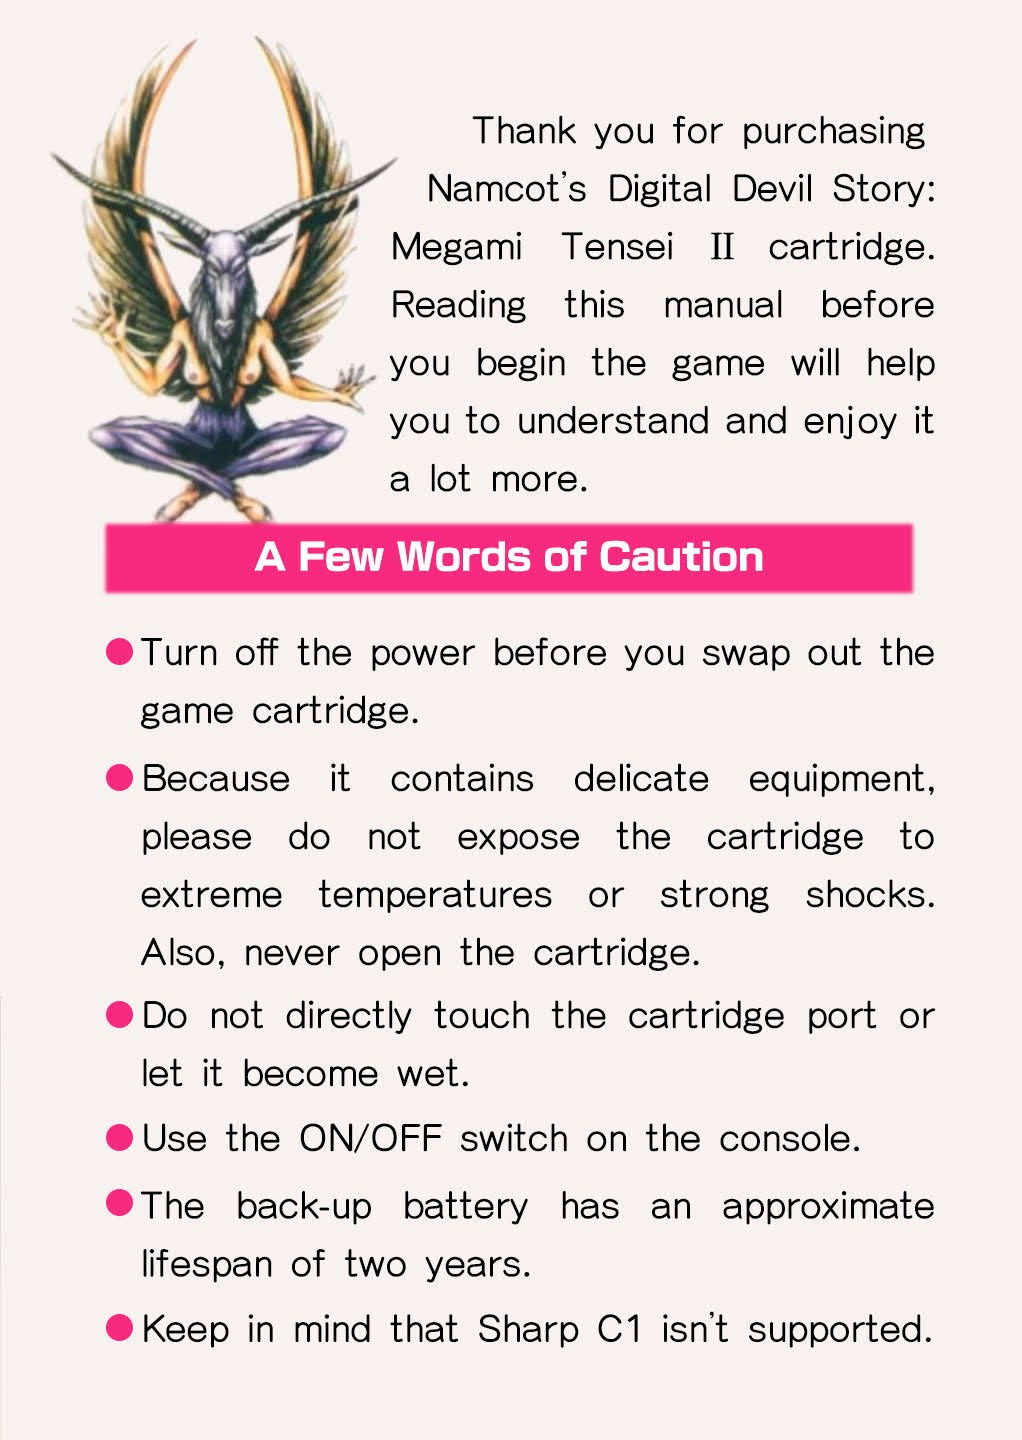 Thank you for purchasing
Namcot's Digital Devil Story:
Megami Tensei II cartridge.
Reading this manual before
you begin the game will help
you to understand and enjoy it
a lot more.
A Few Words of Caution
●Turn off the power before you swap out the
game cartridge.
●Because it contains delicate equipment,
please do not expose the cartridge to
extreme temperatures or strong shocks.
Also, never open the cartridge.
●Do not directly touch the cartridge port or
let it become wet.
●Use the ON/OFF switch on the console.
●The back-up battery has an approximate
lifespan of two years.
●Keep in mind that Sharp C1 isn't supported.